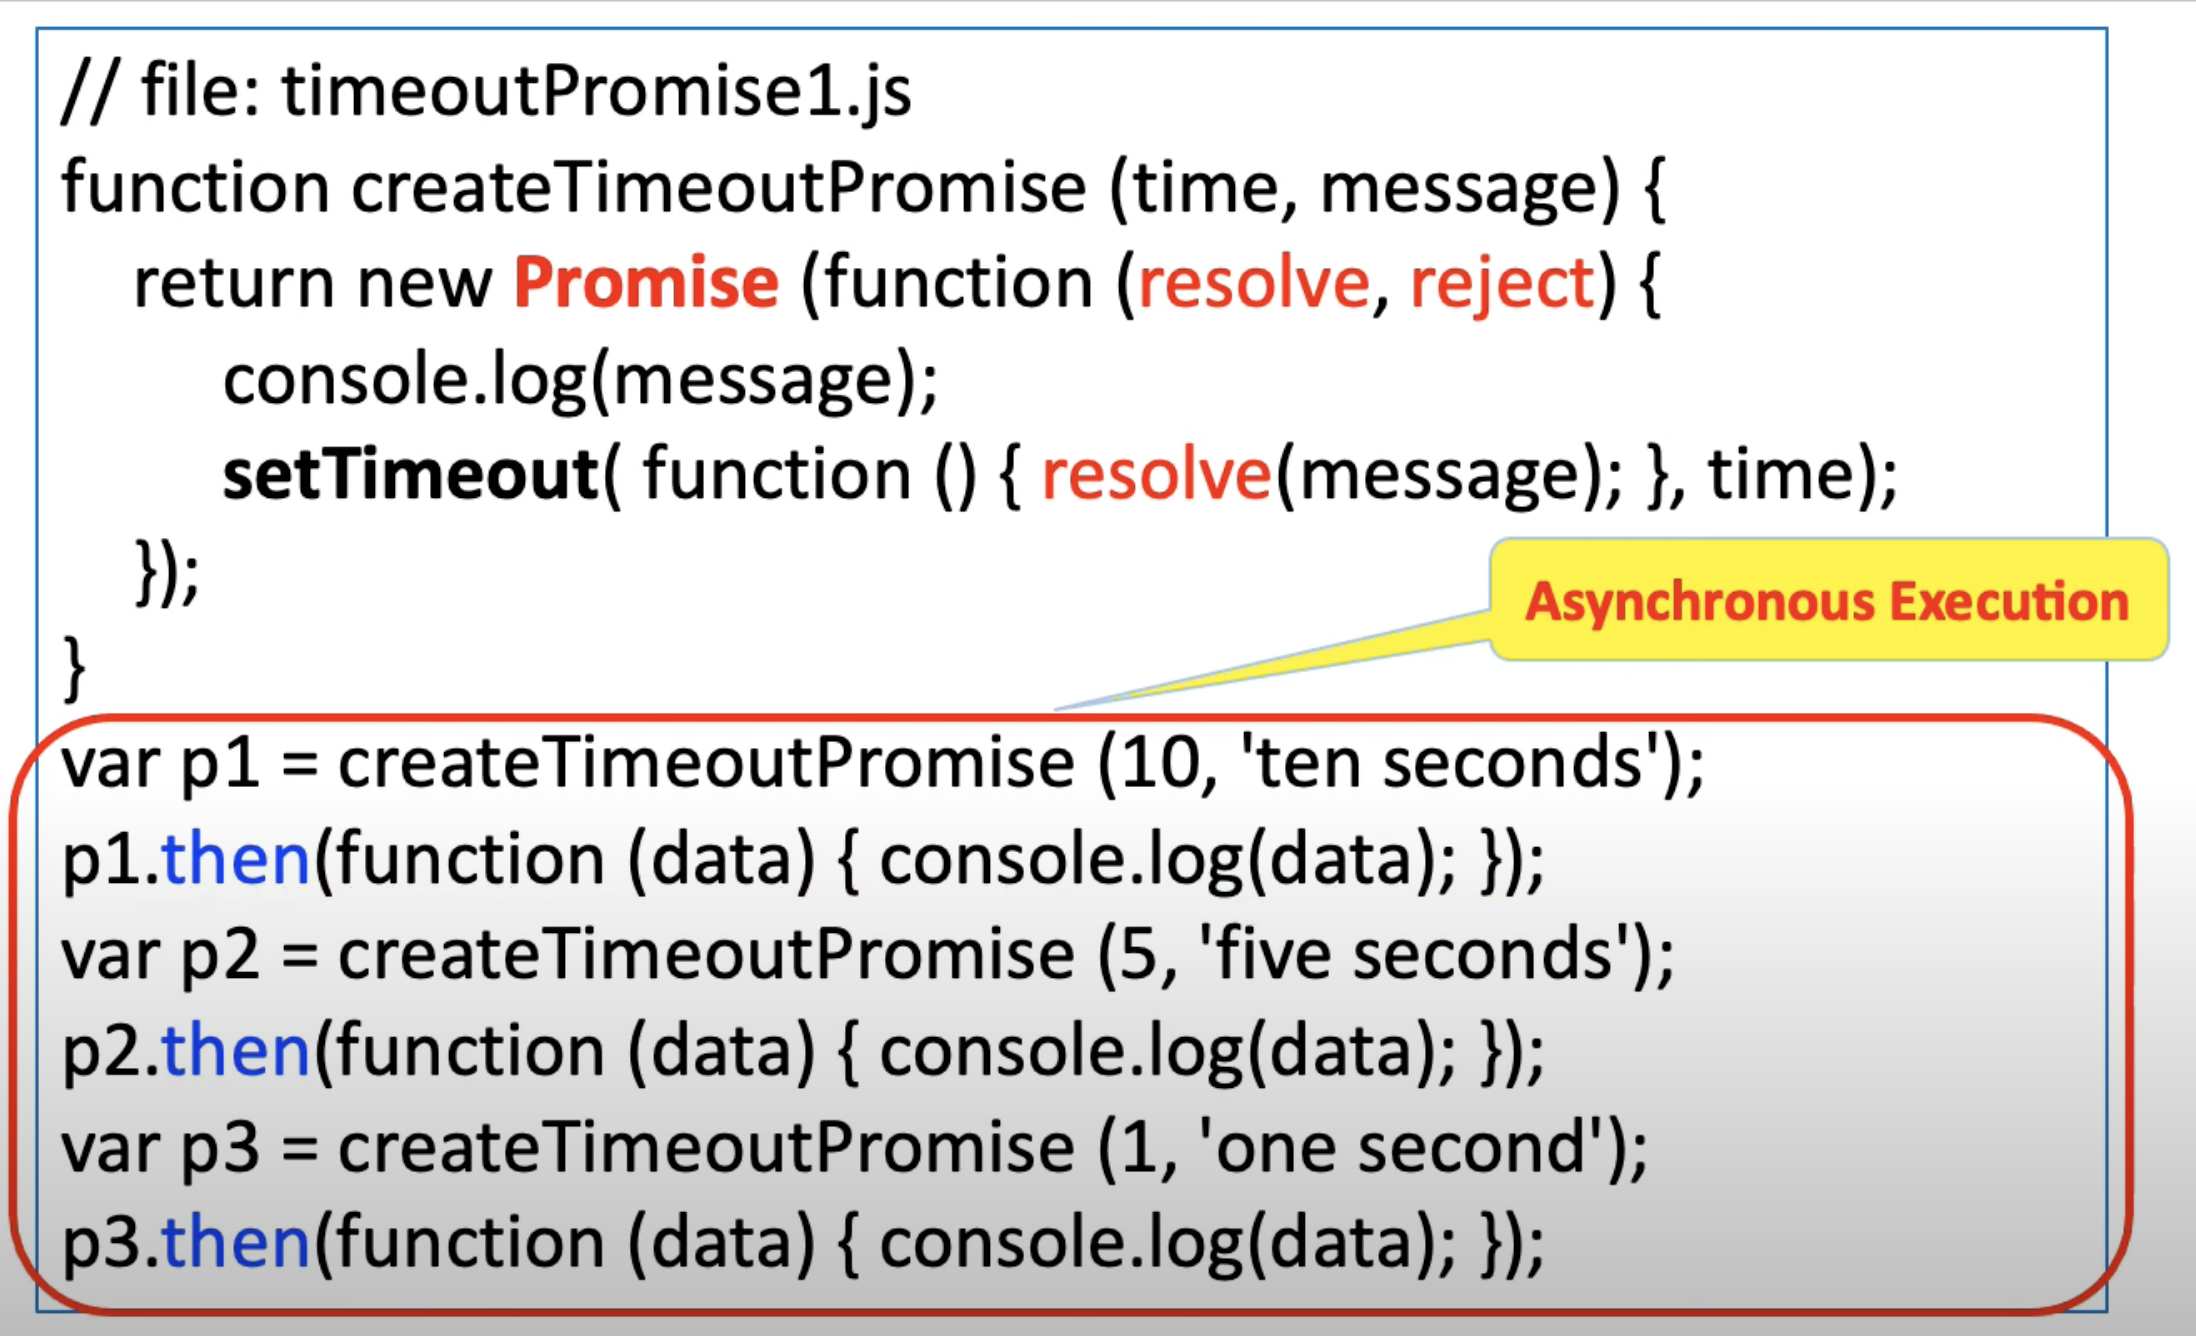 // file: timeoutPromise1.js
function createTimeoutPromise (time, message) {
return new Promise (function (resolve, reject) {
console.log(message);
setTimeout( function () { resolve(message); }, time);
});
}
Asynchronous Execution
var p1 = createTimeoutPromise (10, 'ten seconds');
p1.then(function (data) { console.log(data); });
var p2 = createTimeoutPromise (5, 'five seconds');
p2.then(function (data) { console.log(data); });
var p3 = createTimeoutPromise (1, 'one second');
p3.then(function (data) { console.log(data); });